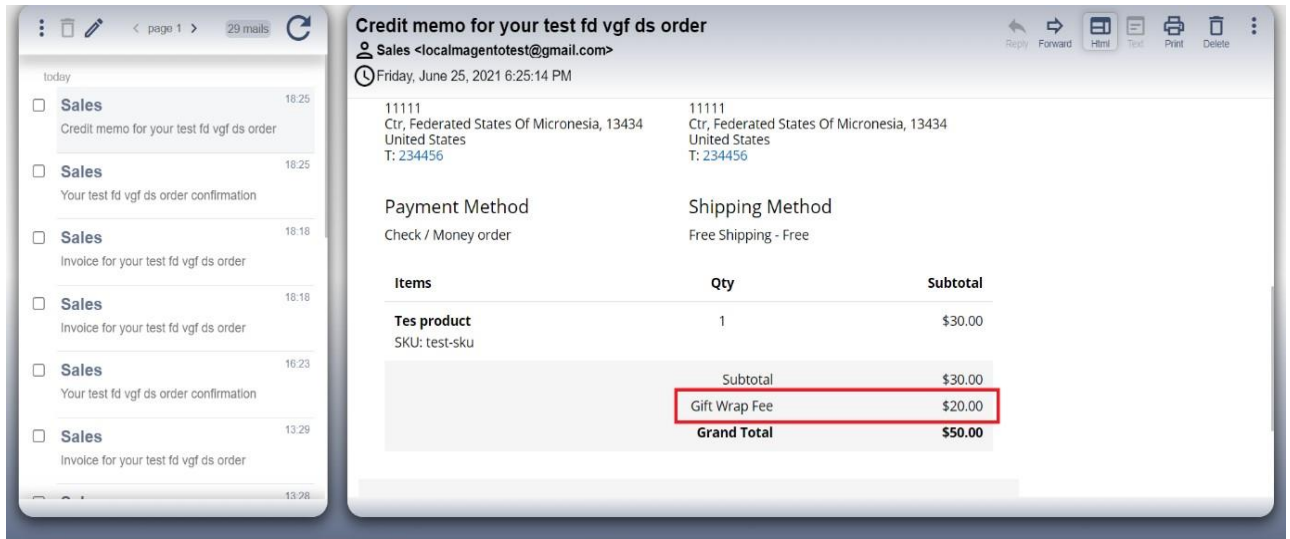 page 1
29 mails
today
Sales 18:25
Credit memo for your test fd vgf ds order
Sales 18:25
Your test fd vgf ds order confirmation
Sales 18:18
Invoice for your test fd vgf ds order
Sales 18:18
Invoice for your test fd vgf ds order
Sales 16:23
Your test fd vgf ds order confirmation
Sales 13:29
Invoice for your test fd vgf ds order
13:28
Credit memo for your test fd vgf ds order
Sales <localmagentotest@gmail.com>
Friday, June 25, 2021 6:25:14 PM
Reply Forward Html Text Print Delete
11111 11111
Ctr, Federated States Of Micronesia, 13434 Ctr, Federated States Of Micronesia, 13434
United States United States
T: 234456 T: 234456
Payment Method Shipping Method
Check / Money order Free Shipping - Free
Items Qty Subtotal
Tes product 1 $30.00
SKU: test-sku
Subtotal $30.00
Gift Wrap Fee $20.00
Grand Total $50.00